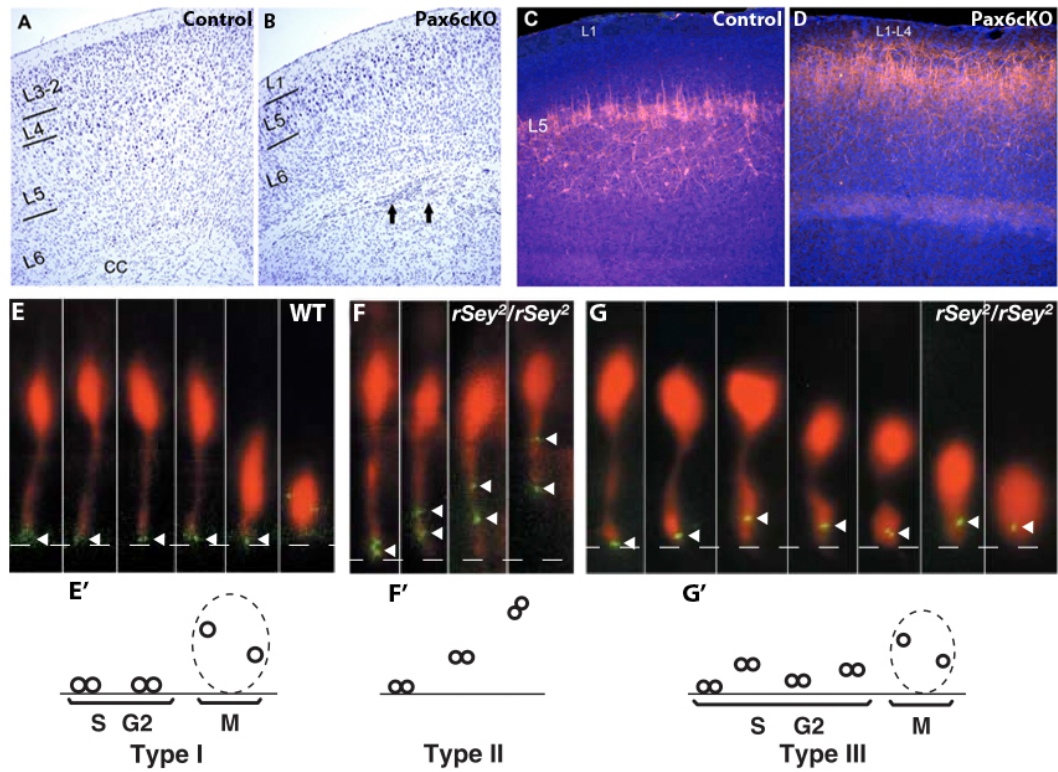 A Control
L3-2
L4
L5
L6
CC
B Pax6cKO
L1
L5
L6
C Control
L1
L5
D Pax6cKO
L1-L4
E WT
F rSey²/rSey²
G rSey²/rSey²
E′
S G2 M
Type I
F′
Type II
G′
S G2 M
Type III